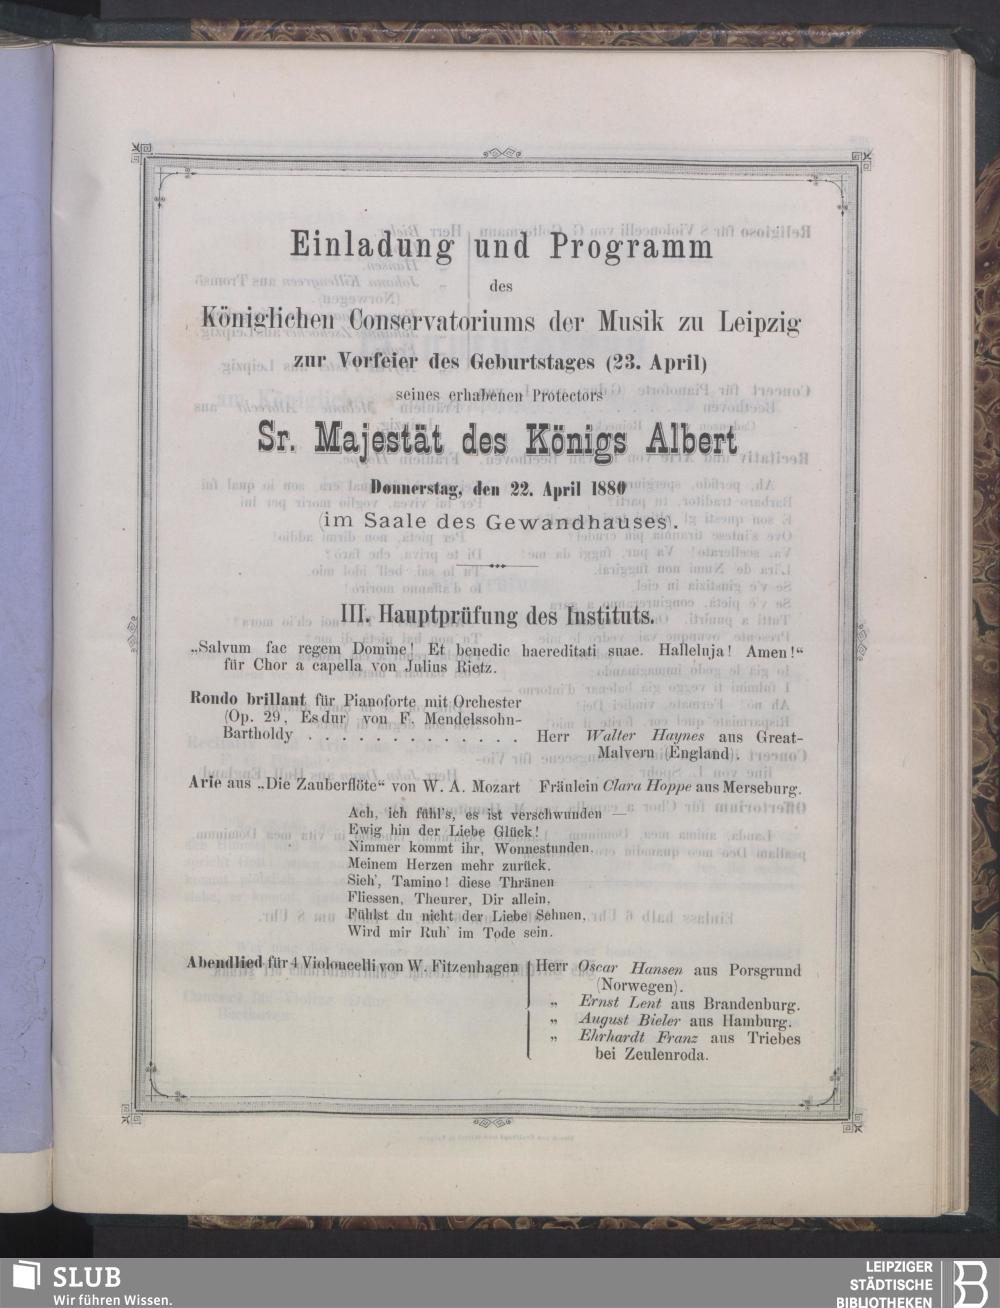 Einladung und Programm
des
Königlichen Conservatoriums der Musik zu Leipzig
zur Vorfeier des Geburtstages (23. April)
seines erhabenen Protectors
Sr. Majestät des Königs Albert
Donnerstag, den 22. April 1880
(im Saale des Gewandhauses).
III. Hauptprüfung des Instituts.
„Salvum fac regem Domine! Et benedic haereditati suae. Halleluja! Amen!“
für Chor a capella von Julius Rietz.
Rondo brillant für Pianoforte mit Orchester
(Op. 29, Es dur) von F. Mendelssohn-
Bartholdy . . . . . . . . . . . . . Herr Walter Haynes aus Great-
Malvern (England).
Arie aus „Die Zauberflöte“ von W. A. Mozart Fräulein Clara Hoppe aus Merseburg.
Ach, ich fühl's, es ist verschwunden —
Ewig hin der Liebe Glück!
Nimmer kommt ihr, Wonnestunden,
Meinem Herzen mehr zurück.
Sieh', Tamino! diese Thränen
Fliessen, Theurer, Dir allein,
Fühlst du nicht der Liebe Sehnen,
Wird mir Ruh' im Tode sein.
Abendlied für 4 Violoncelli von W. Fitzenhagen Herr Oscar Hansen aus Porsgrund
(Norwegen).
„ Ernst Lent aus Brandenburg.
„ August Bieler aus Hamburg.
„ Ehrhardt Franz aus Triebes
bei Zeulenroda.
SLUB
Wir führen Wissen.
LEIPZIGER
STÄDTISCHE
BIBLIOTHEKEN